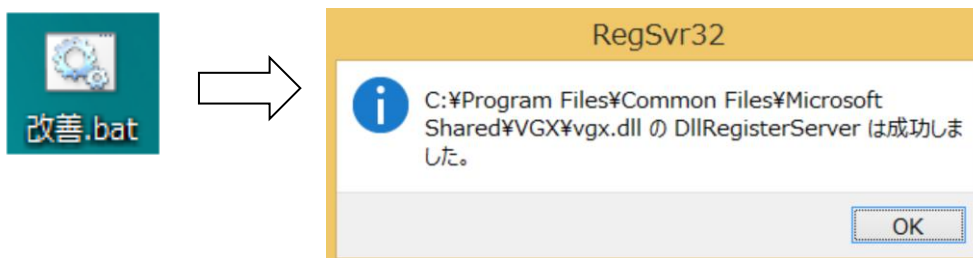 改善.bat
RegSvr32
C:¥Program Files¥Common Files¥Microsoft
Shared¥VGX¥vgx.dll の DllRegisterServer は成功しま
した。
OK